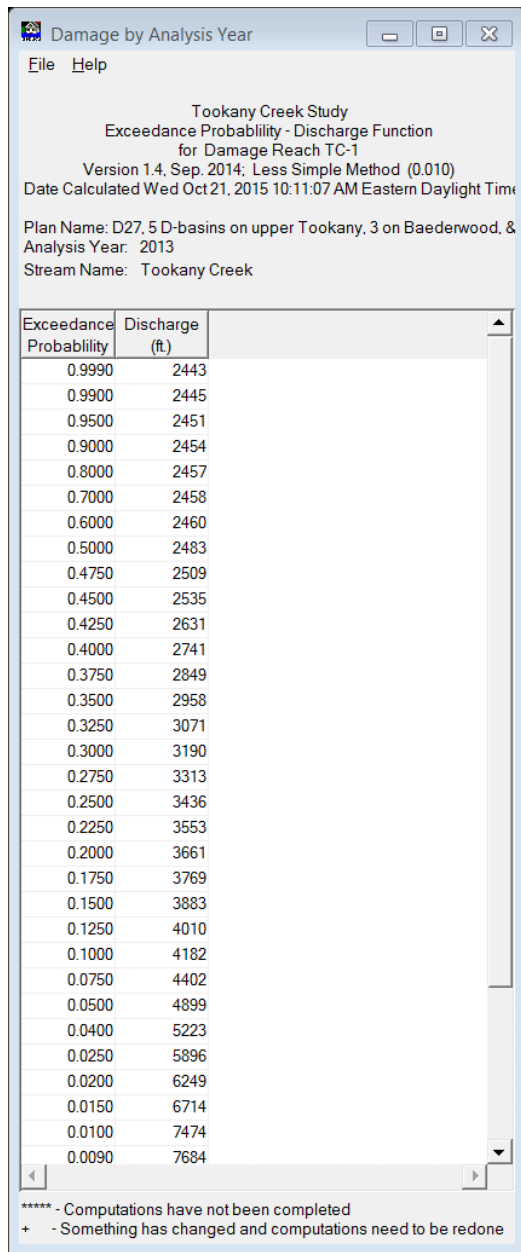 Damage by Analysis Year
File Help
Tookany Creek Study
Exceedance Probablility - Discharge Function
for Damage Reach TC-1
Version 1.4, Sep. 2014; Less Simple Method (0.010)
Date Calculated Wed Oct 21, 2015 10:11:07 AM Eastern Daylight Time
Plan Name: D27, 5 D-basins on upper Tookany, 3 on Baederwood, &
Analysis Year: 2013
Stream Name: Tookany Creek
Exceedance Discharge
Probablility (ft.)
0.9990 2443
0.9900 2445
0.9500 2451
0.9000 2454
0.8000 2457
0.7000 2458
0.6000 2460
0.5000 2483
0.4750 2509
0.4500 2535
0.4250 2631
0.4000 2741
0.3750 2849
0.3500 2958
0.3250 3071
0.3000 3190
0.2750 3313
0.2500 3436
0.2250 3553
0.2000 3661
0.1750 3769
0.1500 3883
0.1250 4010
0.1000 4182
0.0750 4402
0.0500 4899
0.0400 5223
0.0250 5896
0.0200 6249
0.0150 6714
0.0100 7474
0.0090 7684
***** - Computations have not been completed
+ - Something has changed and computations need to be redone